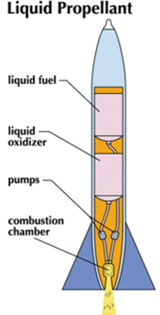 Liquid Propellant
liquid fuel
liquid
oxidizer
pumps
combustion
chamber